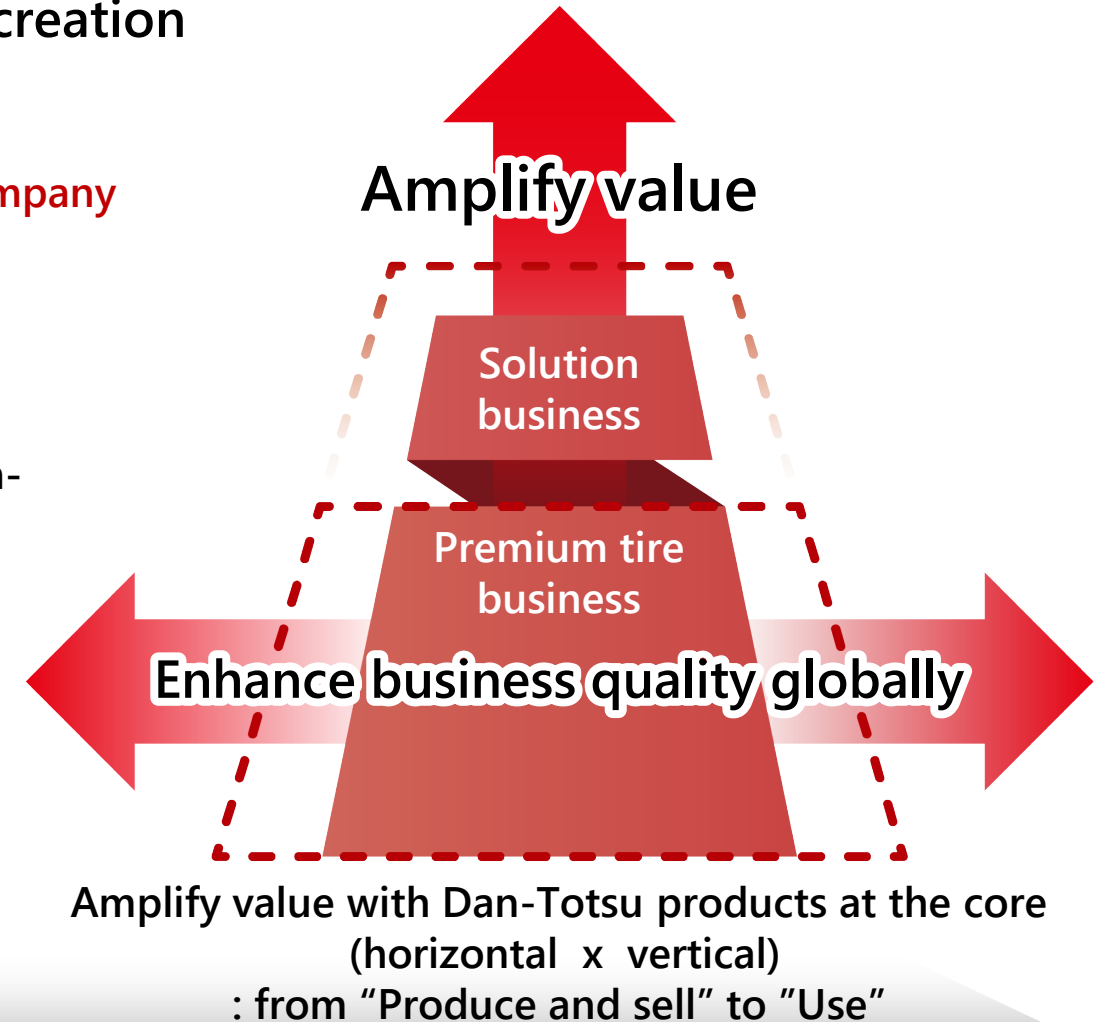 creation
mpany
Amplify value
Solution
business
n-
Premium tire
business
Enhance business quality globally
Amplify value with Dan-Totsu products at the core
(horizontal x vertical)
: from “Produce and sell” to ”Use”